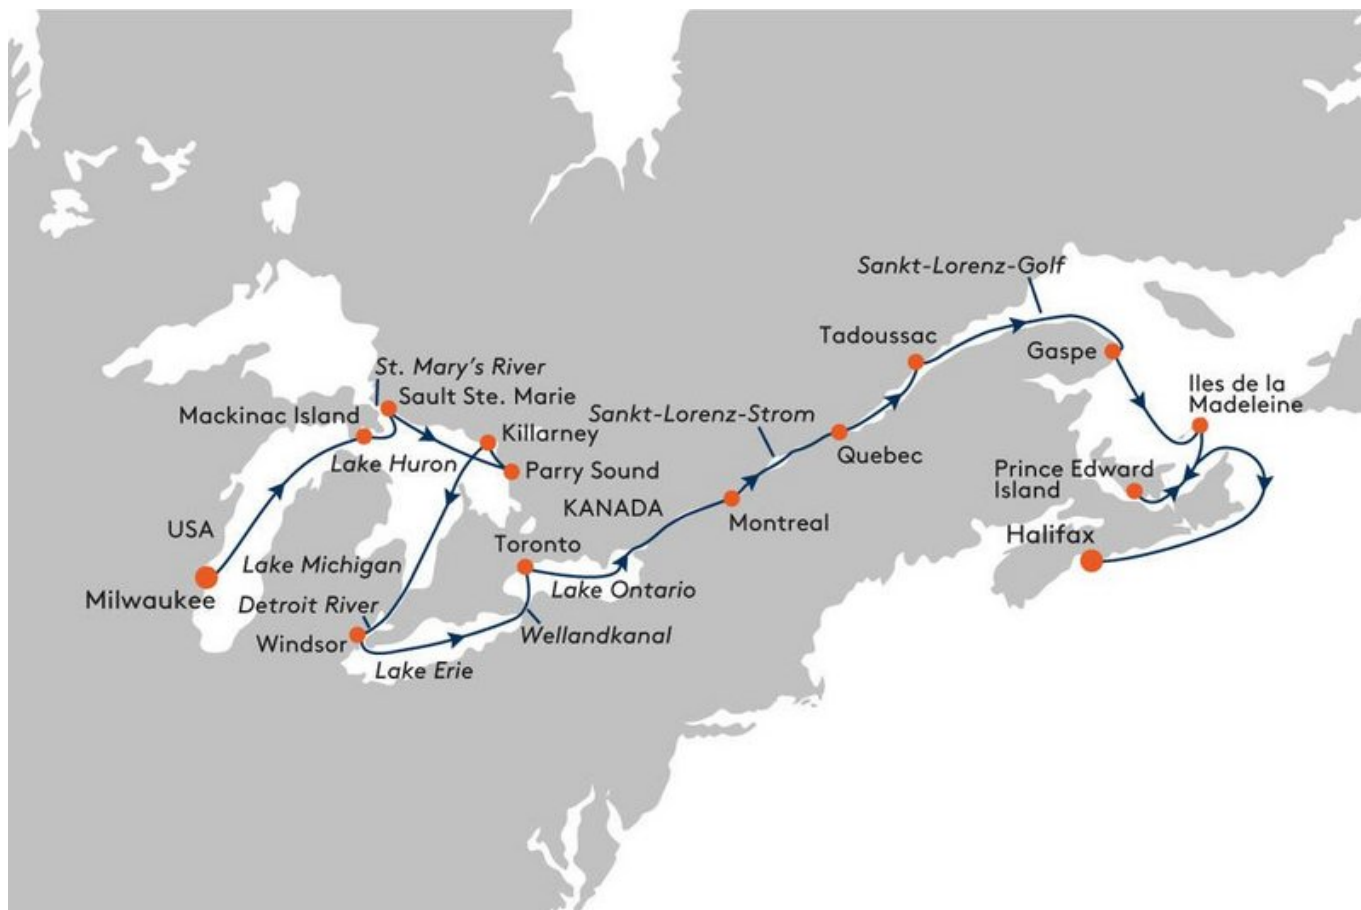 Sankt-Lorenz-Golf
Tadoussac
Gaspe
St. Mary's River
Iles de la
Madeleine
Sault Ste. Marie
Mackinac Island
Sankt-Lorenz-Strom
Killarney
Lake Huron
Quebec
Parry Sound
Prince Edward
Island
KANADA
Montreal
USA
Halifax
Toronto
Lake Michigan
Lake Ontario
Milwaukee
Detroit River
Wellandkanal
Windsor
Lake Erie